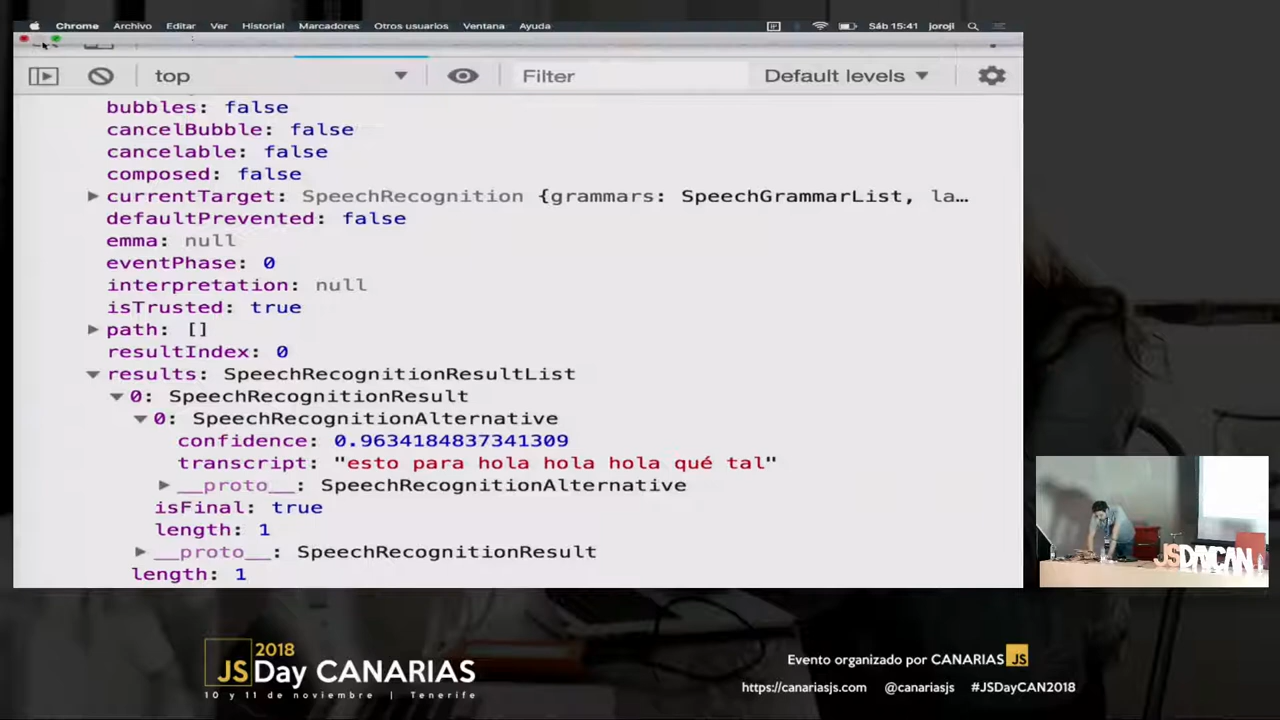 Chrome Archivo Editar Ver Historial Marcadores Otros usuarios Ventana Ayuda Sáb 15:41 joroji
top Filter Default levels
bubbles: false
cancelBubble: false
cancelable: false
composed: false
currentTarget: SpeechRecognition {grammars: SpeechGrammarList, la…
defaultPrevented: false
emma: null
eventPhase: 0
interpretation: null
isTrusted: true
path: []
resultIndex: 0
results: SpeechRecognitionResultList
0: SpeechRecognitionResult
0: SpeechRecognitionAlternative
confidence: 0.9634184837341309
transcript: "esto para hola hola hola qué tal"
__proto__: SpeechRecognitionAlternative
isFinal: true
length: 1
__proto__: SpeechRecognitionResult
length: 1
JSDAYCAN
2018
JSDay CANARIAS
10 y 11 de noviembre | Tenerife
Evento organizado por CANARIAS JS
https://canariasjs.com @canariasjs #JSDayCAN2018